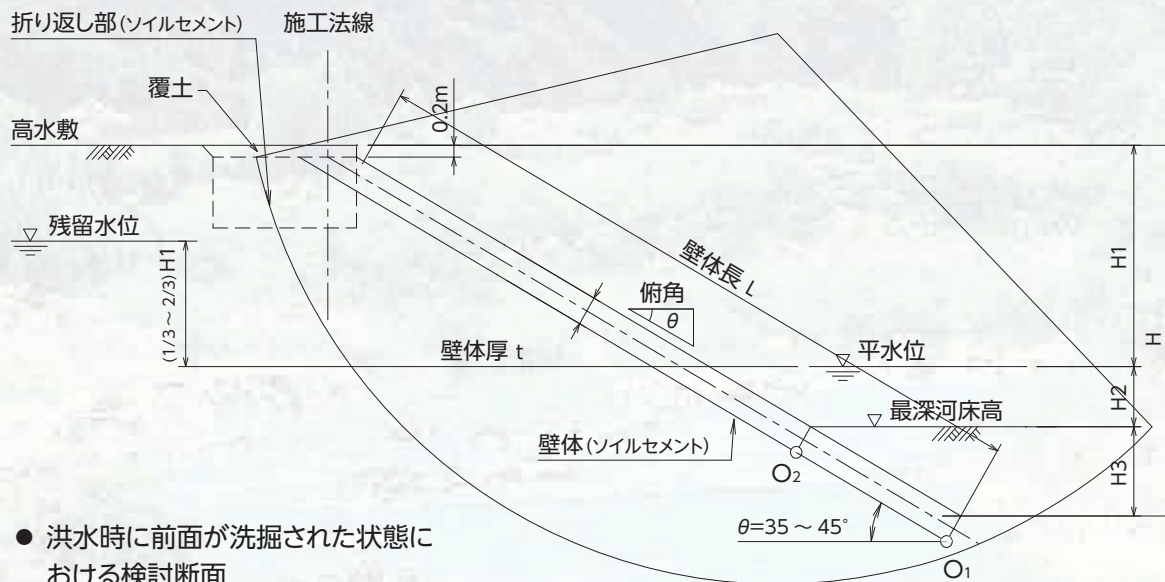 折り返し部(ソイルセメント)
施工法線
覆土
0.2m
高水敷
残留水位
(1/3～2/3)H1
壁体長 L
俯角
θ
H1
H
壁体厚 t
平水位
H2
最深河床高
壁体(ソイルセメント)
O2
H3
θ=35～45°
O1
● 洪水時に前面が洗掘された状態に
おける検討断面